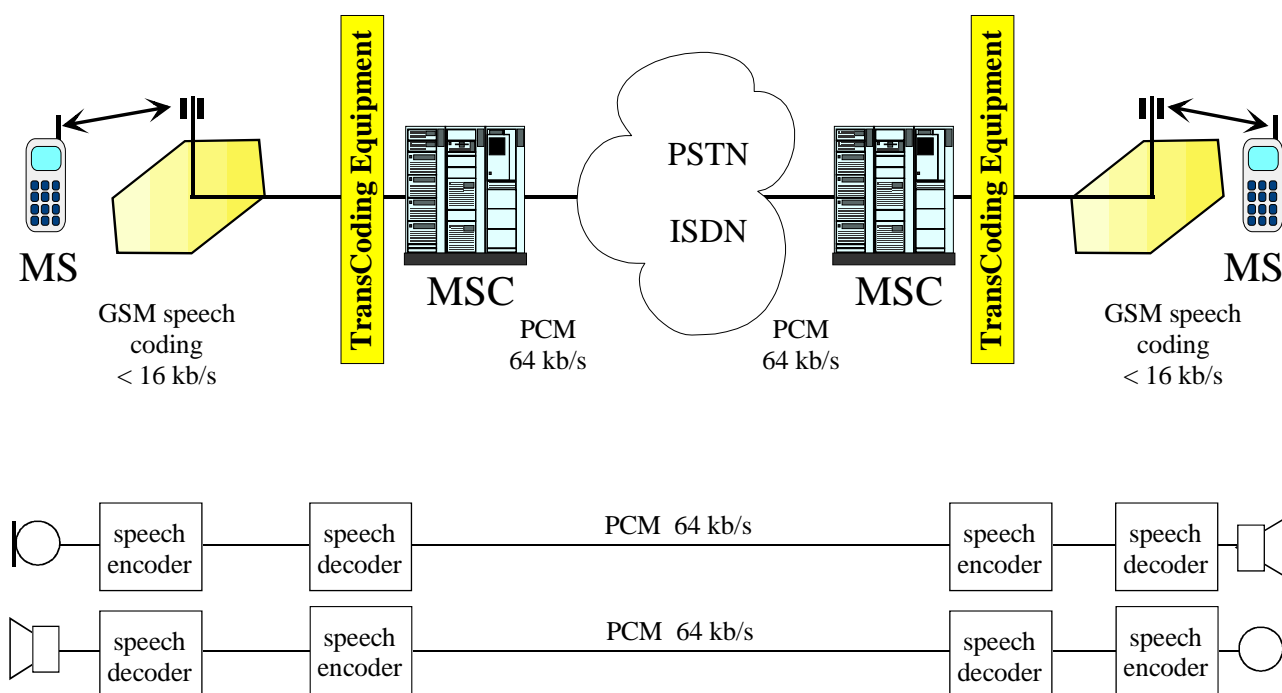 TransCoding Equipment
TransCoding Equipment
PSTN
ISDN
MS
MSC
MSC
MS
GSM speech
coding
< 16 kb/s
PCM
64 kb/s
PCM
64 kb/s
GSM speech
coding
< 16 kb/s
speech
encoder
speech
decoder
PCM 64 kb/s
speech
encoder
speech
decoder
speech
decoder
speech
encoder
PCM 64 kb/s
speech
decoder
speech
encoder